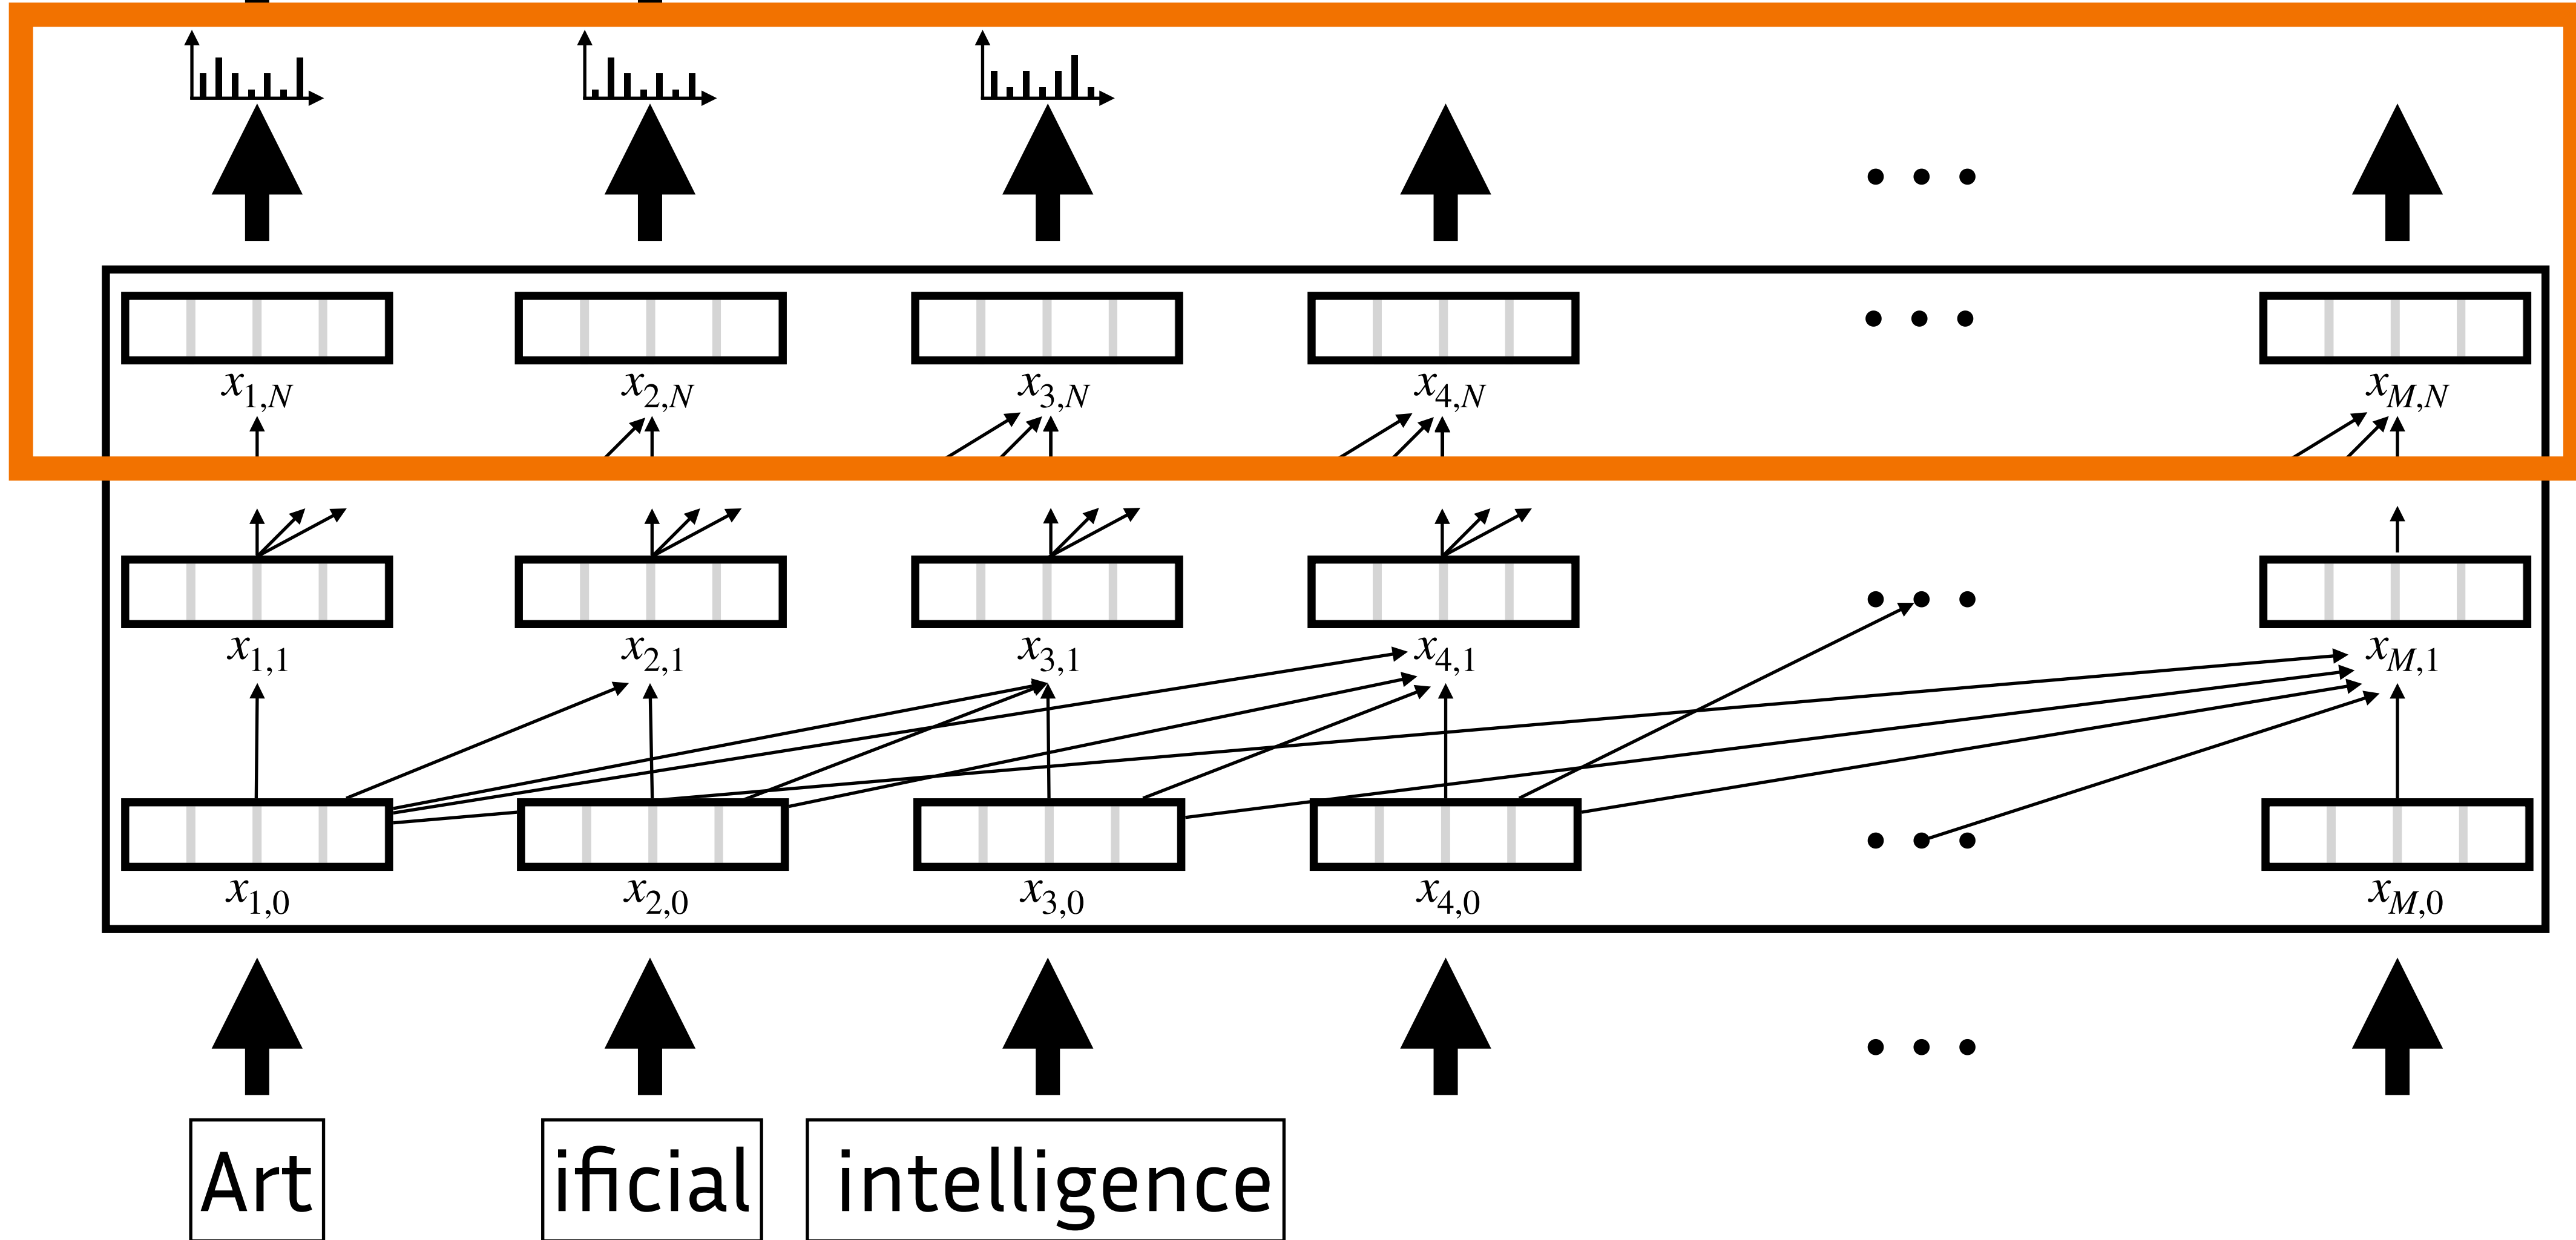 • • •
x1,N x2,N x3,N x4,N • • • xM,N
x1,1 x2,1 x3,1 x4,1 • • • xM,1
x1,0 x2,0 x3,0 x4,0 • • • xM,0
• • •
Art ificial intelligence